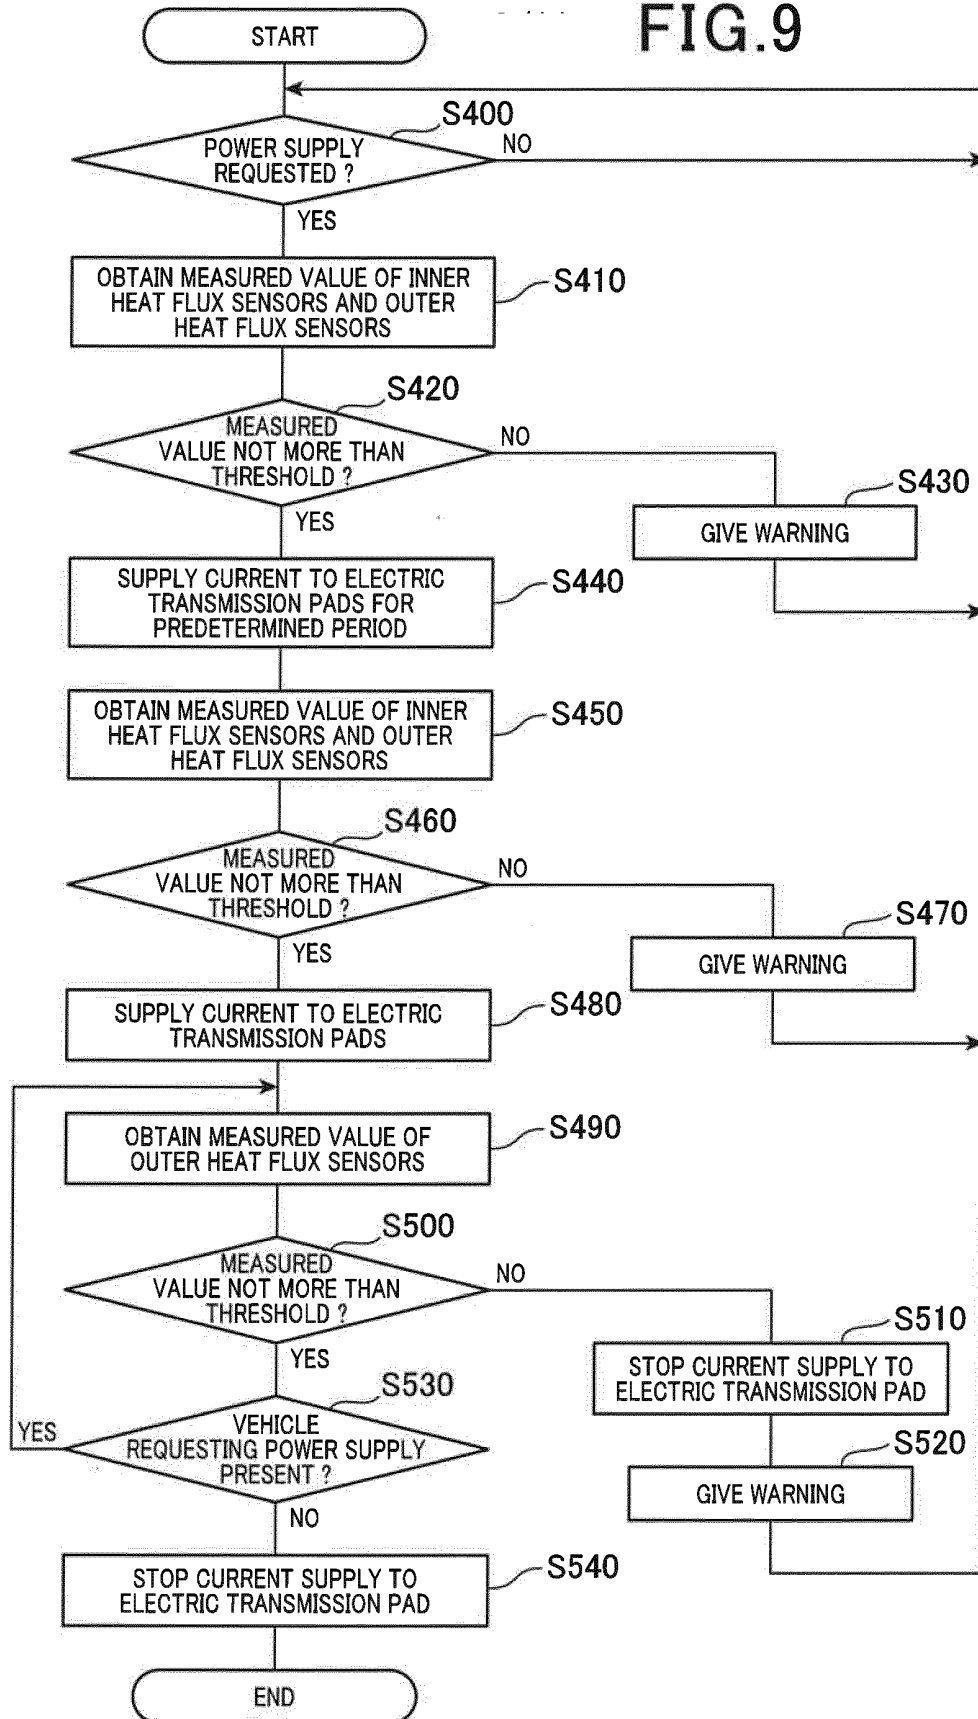 FIG.9
START
S400
POWER SUPPLY
REQUESTED ?
NO
YES
OBTAIN MEASURED VALUE OF INNER
HEAT FLUX SENSORS AND OUTER
HEAT FLUX SENSORS
S410
S420
MEASURED
VALUE NOT MORE THAN
THRESHOLD ?
NO
YES
S430
GIVE WARNING
SUPPLY CURRENT TO ELECTRIC
TRANSMISSION PADS FOR
PREDETERMINED PERIOD
S440
OBTAIN MEASURED VALUE OF INNER
HEAT FLUX SENSORS AND OUTER
HEAT FLUX SENSORS
S450
S460
MEASURED
VALUE NOT MORE THAN
THRESHOLD ?
NO
YES
S470
GIVE WARNING
SUPPLY CURRENT TO ELECTRIC
TRANSMISSION PADS
S480
OBTAIN MEASURED VALUE OF
OUTER HEAT FLUX SENSORS
S490
S500
MEASURED
VALUE NOT MORE THAN
THRESHOLD ?
NO
YES
S510
STOP CURRENT SUPPLY TO
ELECTRIC TRANSMISSION PAD
S520
GIVE WARNING
S530
VEHICLE
REQUESTING POWER SUPPLY
PRESENT ?
YES
NO
STOP CURRENT SUPPLY TO
ELECTRIC TRANSMISSION PAD
S540
END